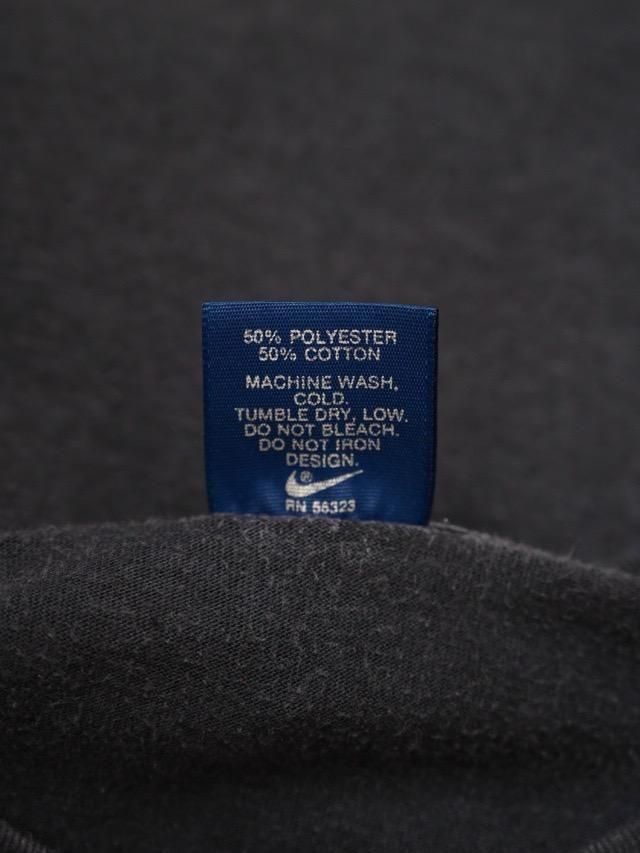 50% POLYESTER
50% COTTON
MACHINE WASH,
COLD.
TUMBLE DRY, LOW.
DO NOT BLEACH.
DO NOT IRON
DESIGN.
®
RN 56323